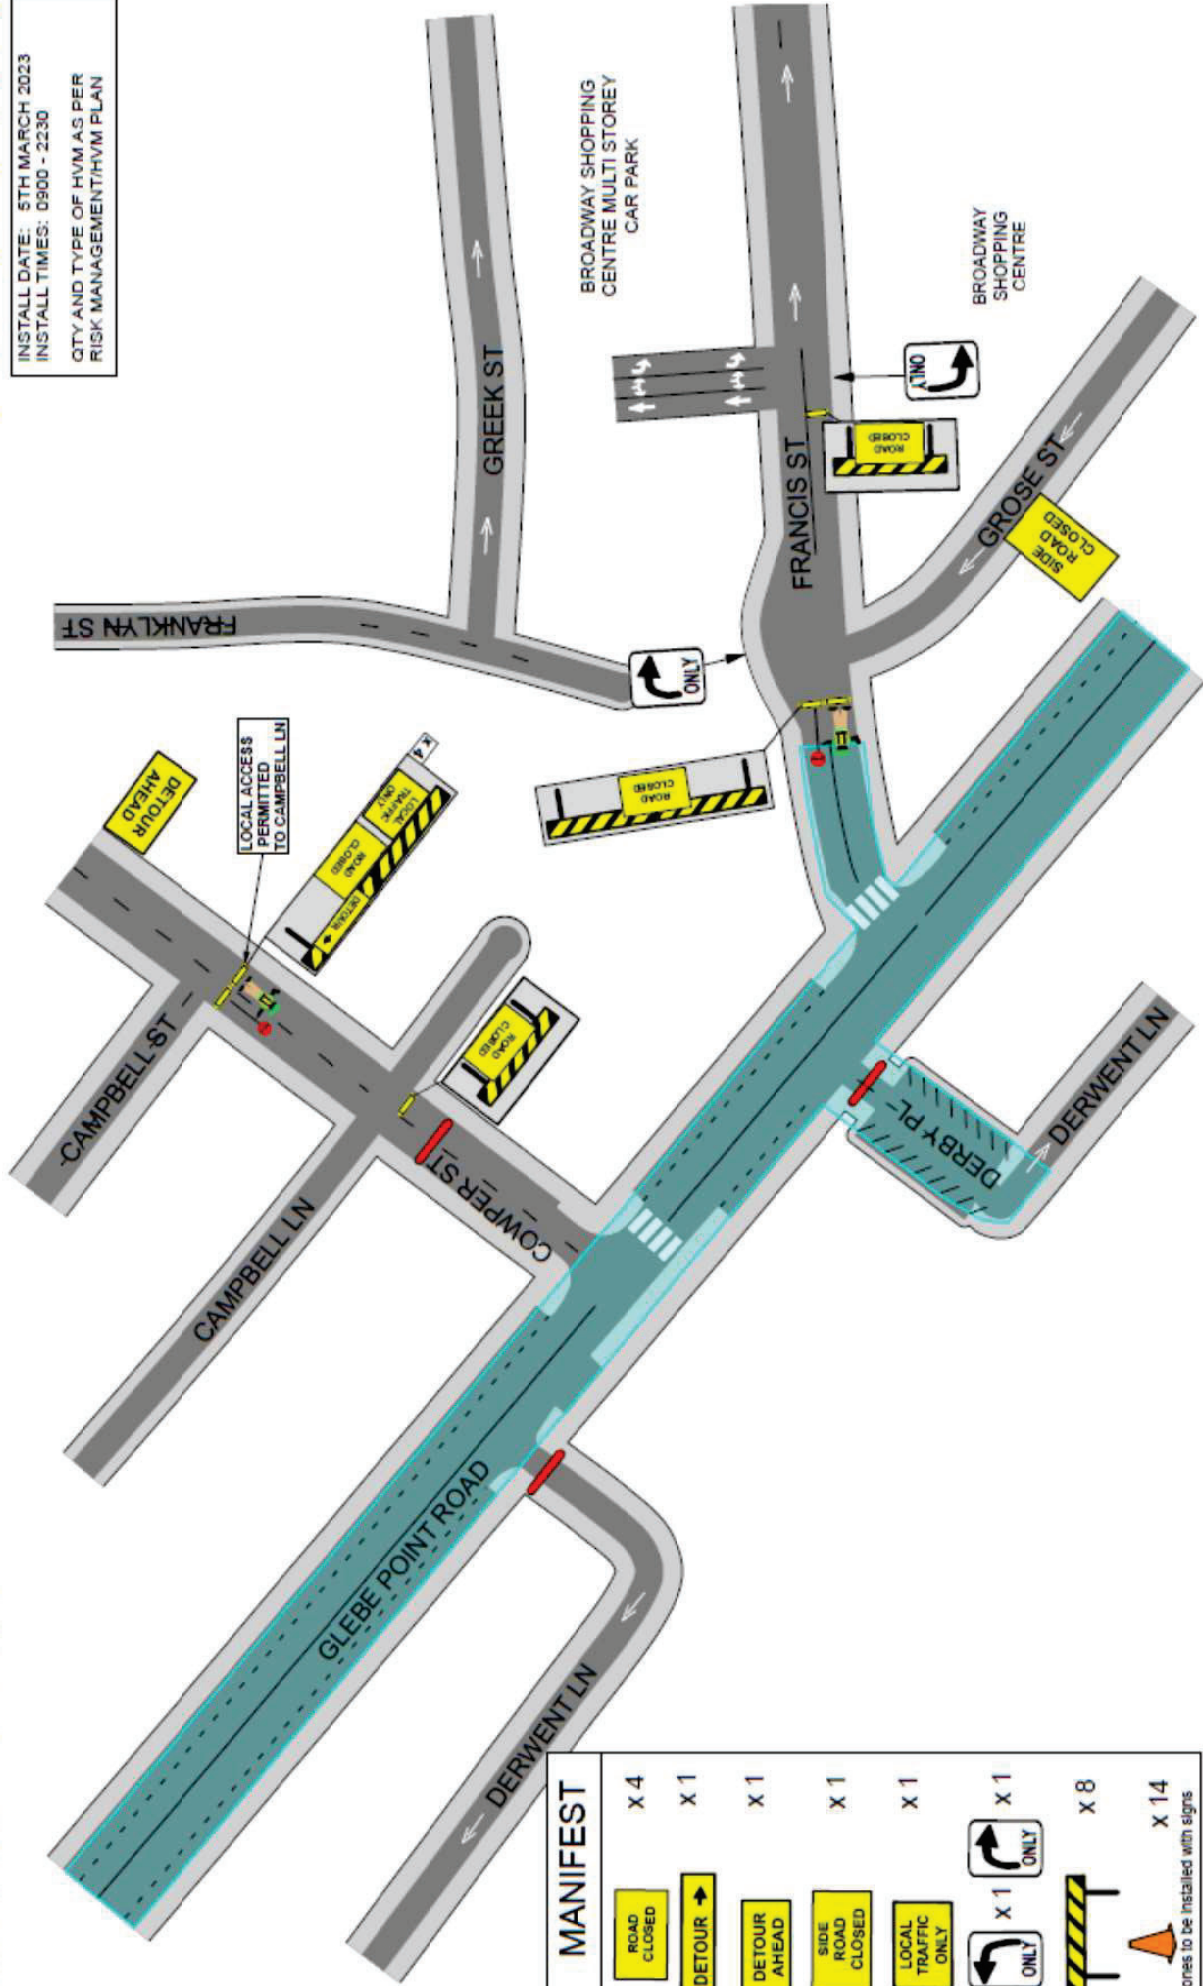 INSTALL DATE: 5TH MARCH 2023
INSTALL TIMES: 0900 - 2230
QTY AND TYPE OF HVM AS PER
RISK MANAGEMENT/HVM PLAN
GREEK ST
FRANKLYN ST
BROADWAY SHOPPING
CENTRE MULTI STOREY
CAR PARK
BROADWAY
SHOPPING
CENTRE
FRANCIS ST
ONLY
ROAD
CLOSED
GROSE ST
SIDE
ROAD
CLOSED
ONLY
ROAD
CLOSED
DETOUR
AHEAD
LOCAL ACCESS
PERMITTED
TO CAMPBELL LN
DETOUR
ROAD
CLOSED
LOCAL
TRAFFIC
ONLY
x 4
CAMPBELL ST
ROAD
CLOSED
CAMPBELL LN
COWPER ST
GLEBE POINT ROAD
DERBY PL
DERWENT LN
DERWENT LN
MANIFEST
ROAD
CLOSED
X 4
DETOUR
X 1
DETOUR
AHEAD
X 1
SIDE
ROAD
CLOSED
X 1
LOCAL
TRAFFIC
ONLY
X 1
ONLY
X 1
ONLY
X 1
X 8
X 14
to be installed with signs